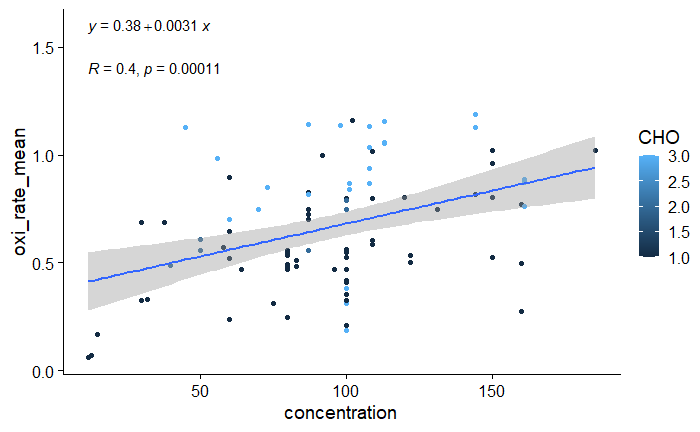 y = 0.38 + 0.0031 x
R = 0.4, p = 0.00011
1.5
1.0
0.5
0.0
oxi_rate_mean
50 100 150
concentration
CHO
3.0
2.5
2.0
1.5
1.0